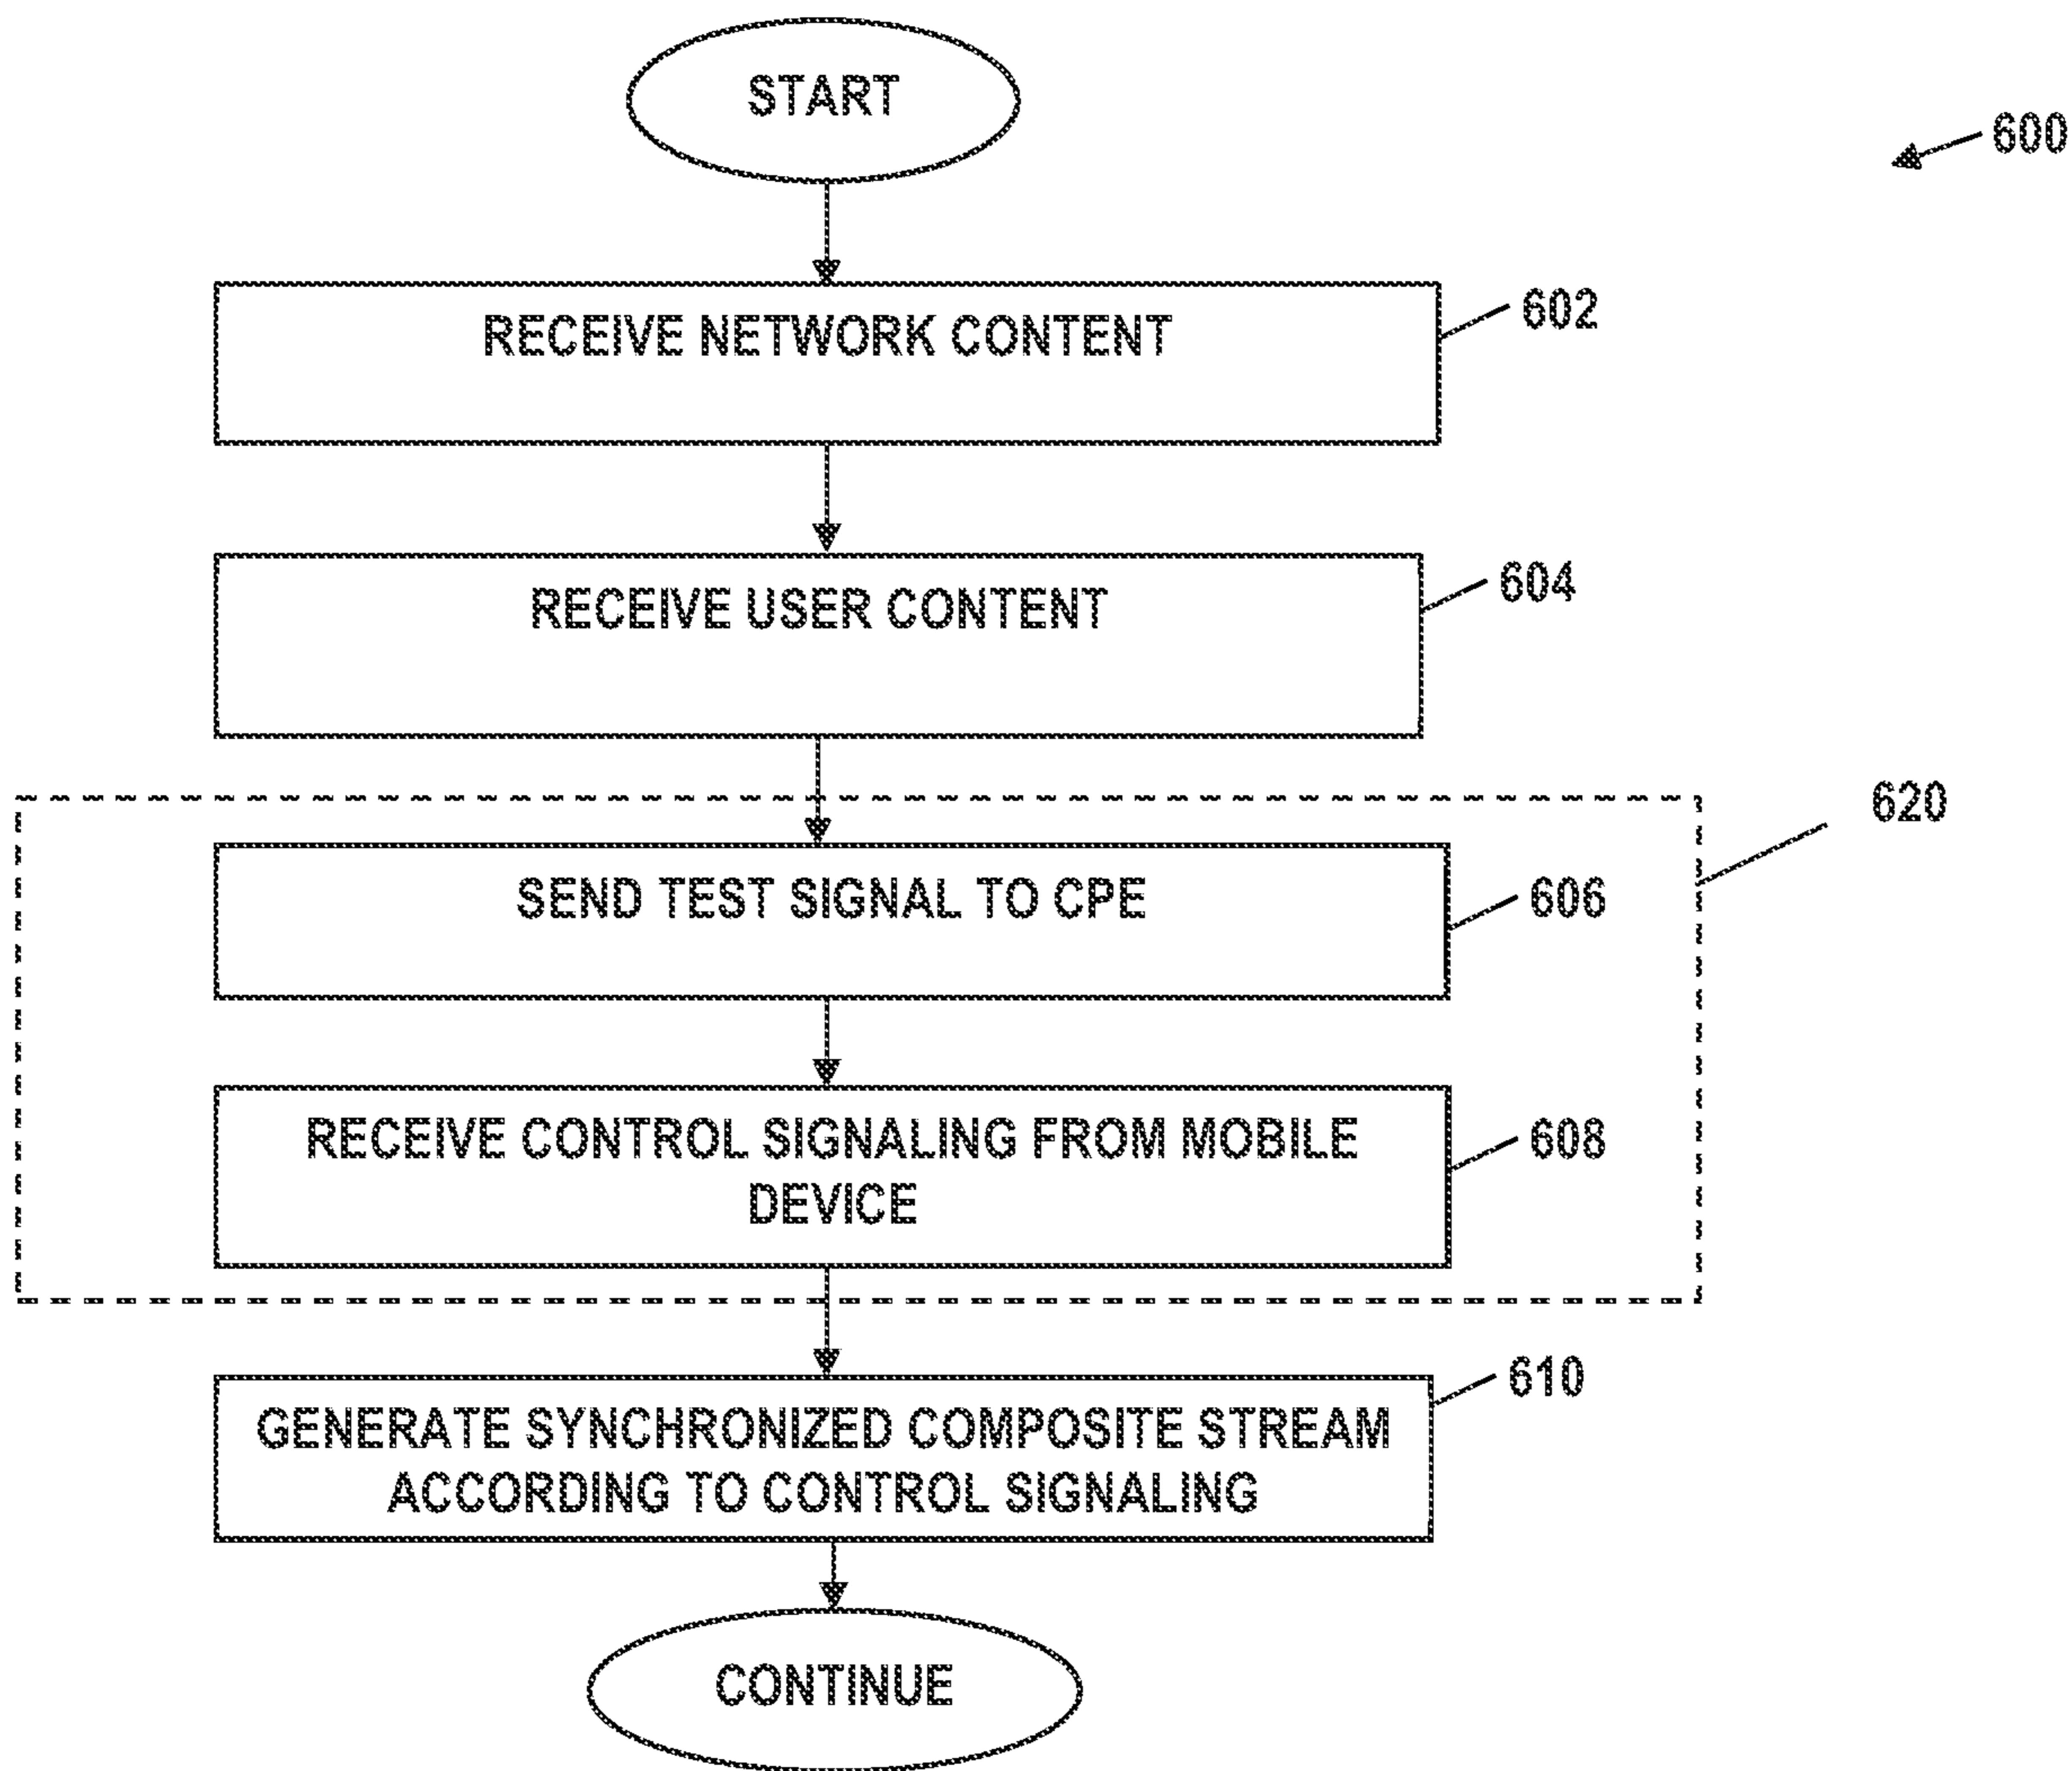 START
600
RECEIVE NETWORK CONTENT
602
RECEIVE USER CONTENT
604
620
SEND TEST SIGNAL TO CPE
606
RECEIVE CONTROL SIGNALING FROM MOBILE
DEVICE
608
GENERATE SYNCHRONIZED COMPOSITE STREAM
ACCORDING TO CONTROL SIGNALING
610
CONTINUE